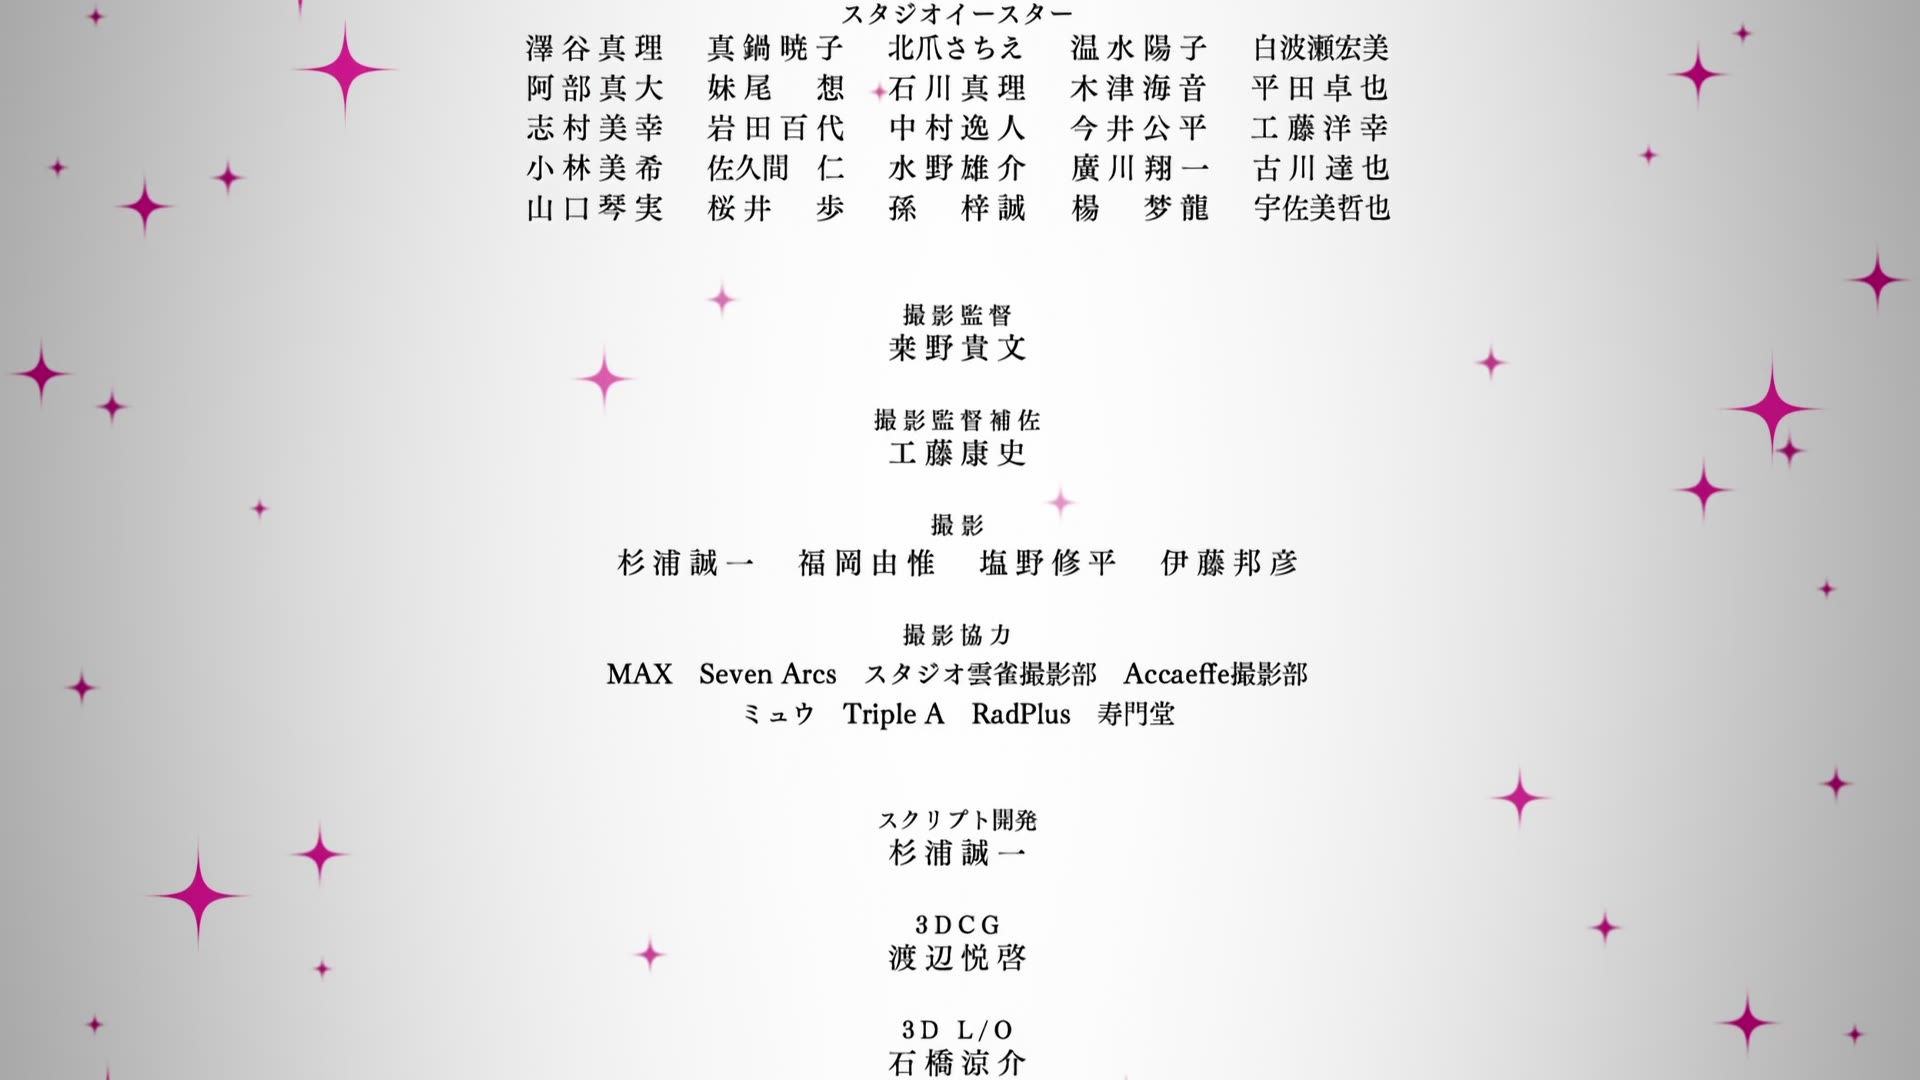 スタジオイースター
澤谷真理 真鍋暁子 北爪さちえ 温水陽子 白波瀬宏美
阿部真大 妹尾 想 石川真理 木津海音 平田卓也
志村美幸 岩田百代 中村逸人 今井公平 工藤洋幸
小林美希 佐久間 仁 水野雄介 廣川翔一 古川達也
山口琴実 桜井 歩 孫 梓誠 楊 梦龍 宇佐美哲也
撮影監督
桒野貴文
撮影監督補佐
工藤康史
撮影
杉浦誠一 福岡由惟 塩野修平 伊藤邦彦
撮影協力
MAX Seven Arcs スタジオ雲雀撮影部 Accaeffe撮影部
ミュウ Triple A RadPlus 寿門堂
スクリプト開発
杉浦誠一
3DCG
渡辺悦啓
3D L/O
石橋涼介